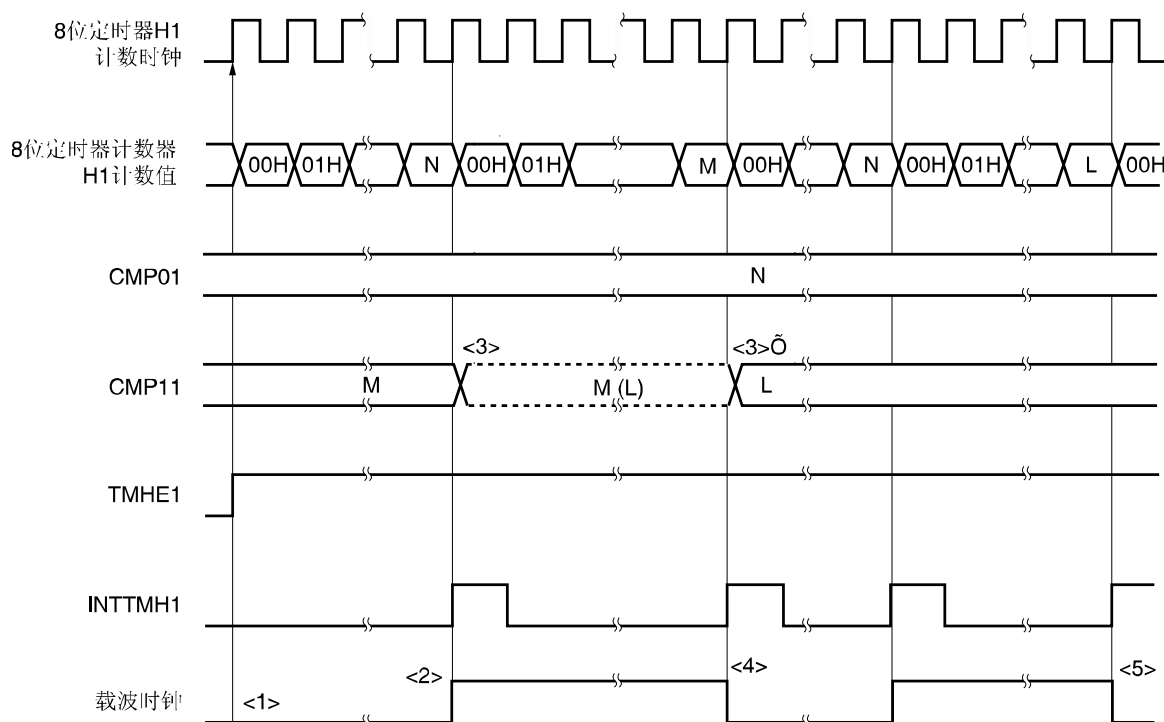 8位定时器H1
计数时钟
8位定时器计数器
H1计数值
00H 01H N 00H 01H M 00H N 00H 01H L 00H
CMP01
N
<3> <3>Õ
CMP11
M M (L) L
TMHE1
INTTMH1
载波时钟
<1> <2> <4> <5>